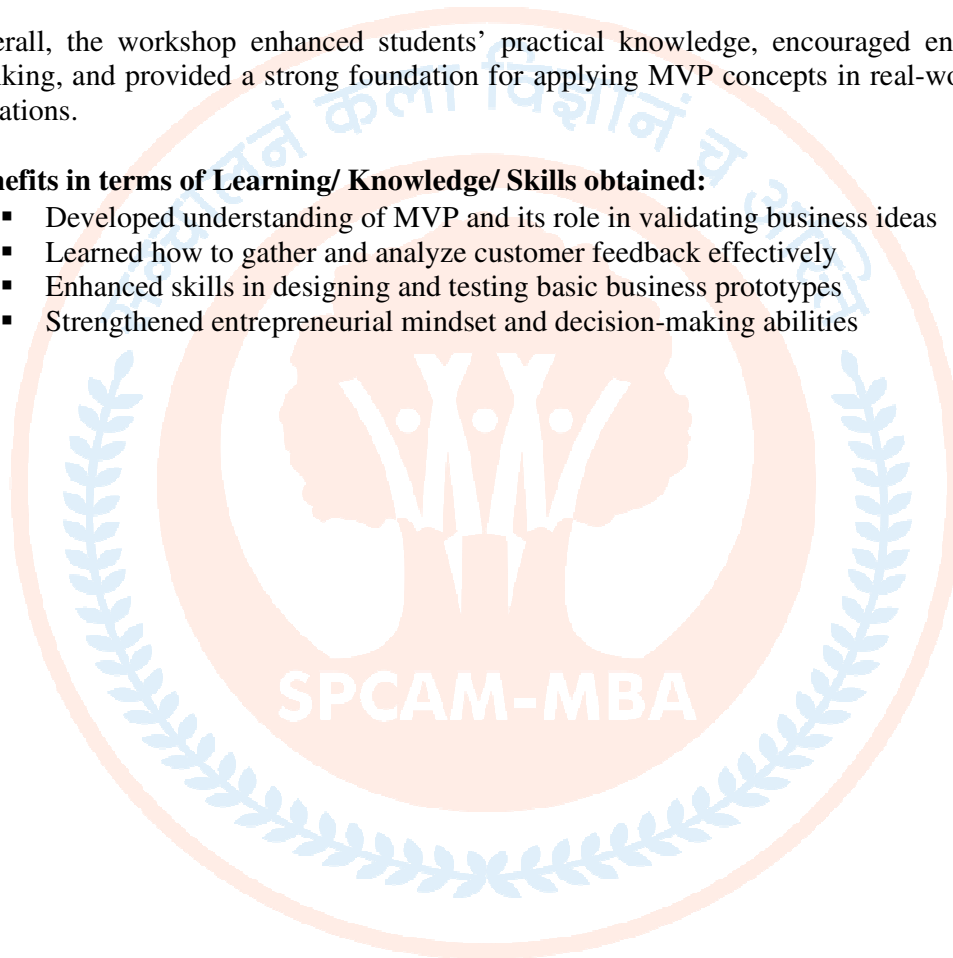 erall, the workshop enhanced students’ practical knowledge, encouraged en
king, and provided a strong foundation for applying MVP concepts in real-wo
ations.
nefits in terms of Learning/ Knowledge/ Skills obtained:
▪ Developed understanding of MVP and its role in validating business ideas
▪ Learned how to gather and analyze customer feedback effectively
▪ Enhanced skills in designing and testing basic business prototypes
▪ Strengthened entrepreneurial mindset and decision-making abilities
कला विज्ञानं च
SPCAM-MBA